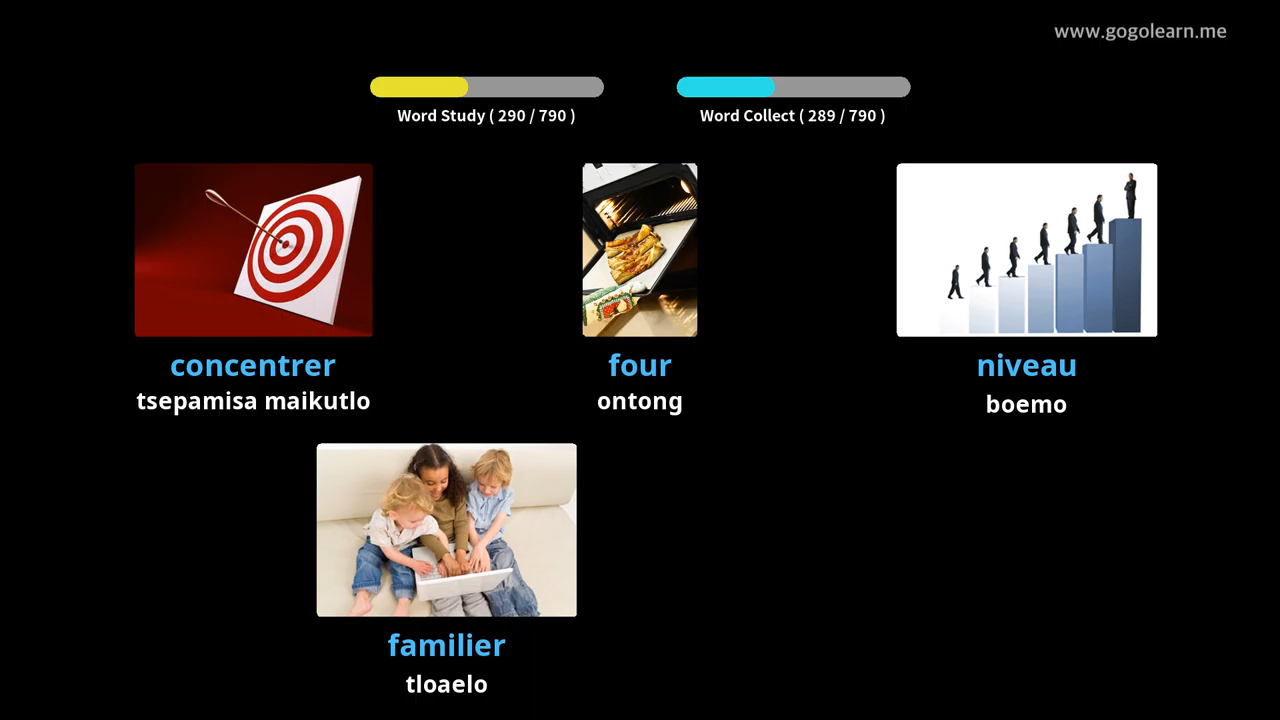 www.gogolearn.me
Word Study ( 290 / 790 )
Word Collect ( 289 / 790 )
concentrer
tsepamisa maikutlo
four
ontong
niveau
boemo
familier
tloaelo